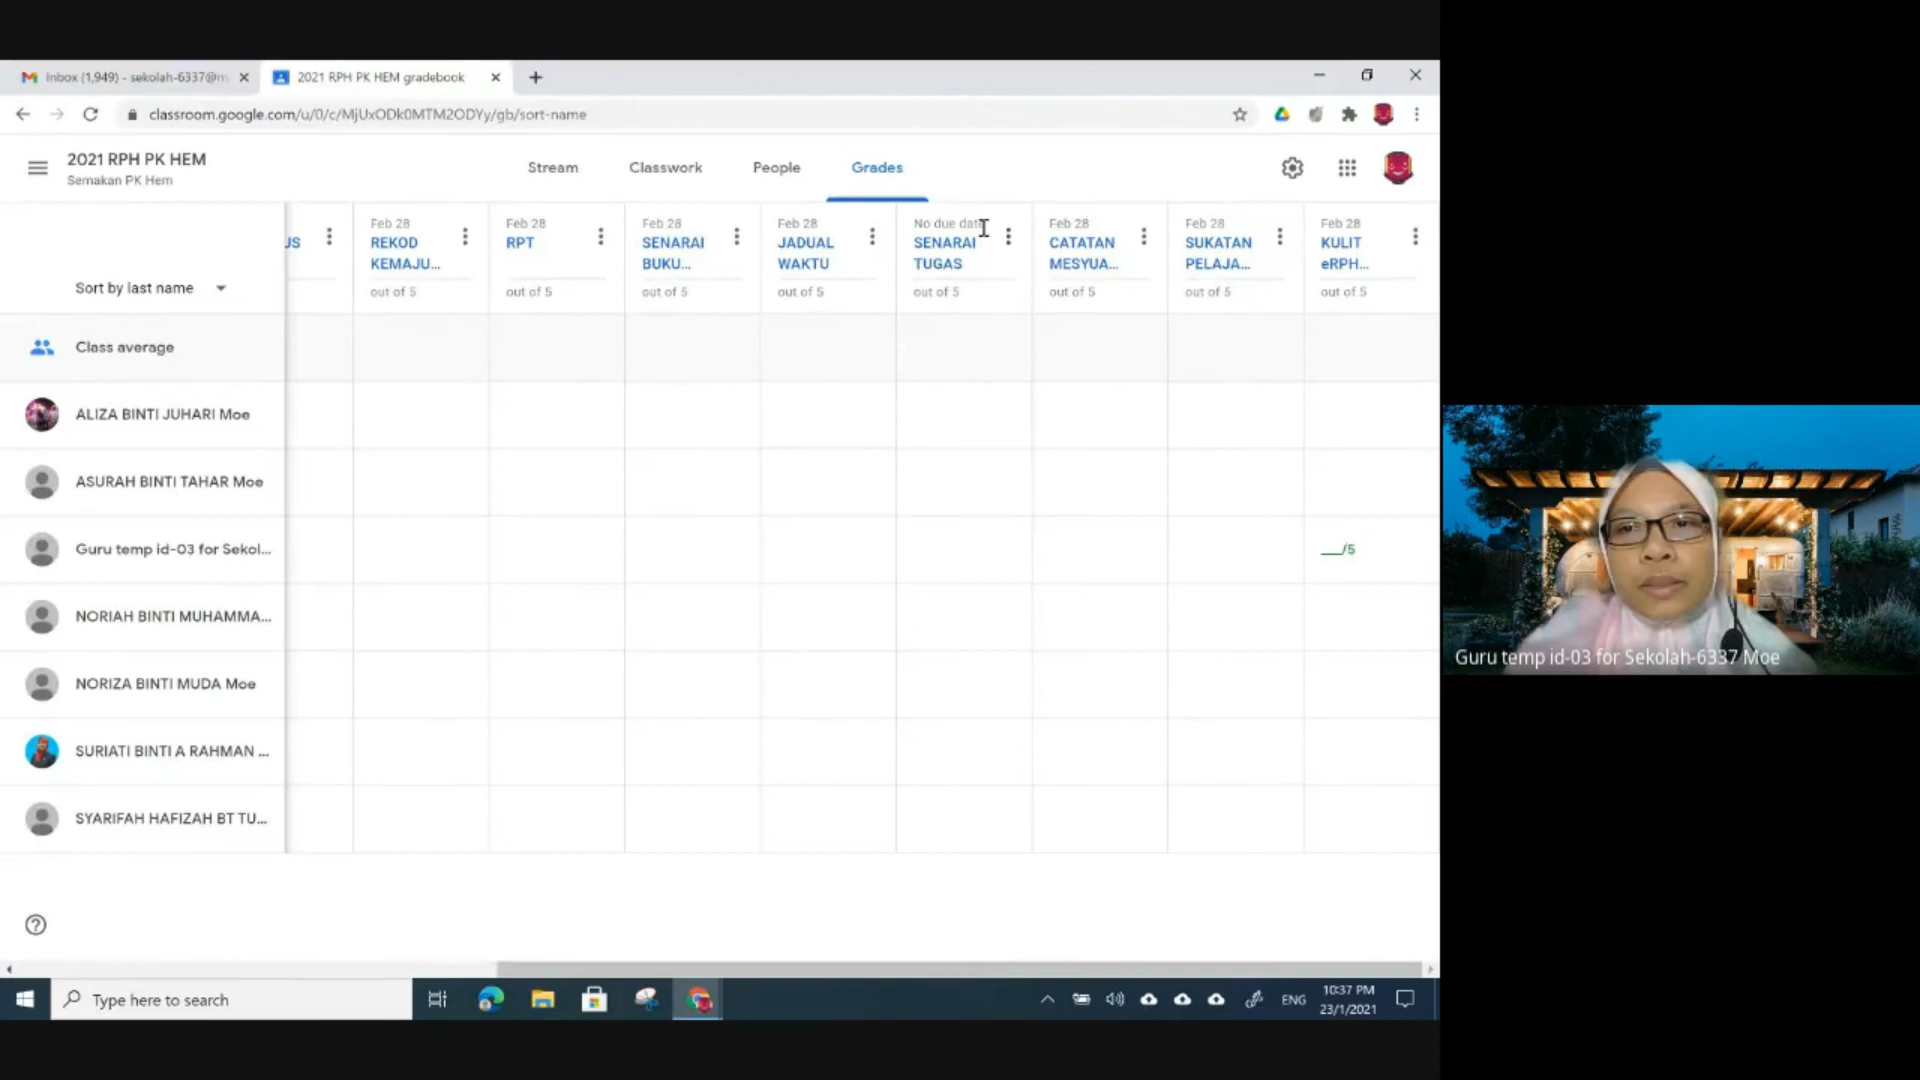 Inbox (1,949) - sekolah-6337@m
2021 RPH PK HEM gradebook
classroom.google.com/u/0/c/MjUxODk0MTM2ODYy/gb/sort-name
2021 RPH PK HEM
Semakan PK Hem
Stream
Classwork
People
Grades
Sort by last name
US
Feb 28
REKOD
KEMAJU...
out of 5
Feb 28
RPT
out of 5
Feb 28
SENARAI
BUKU...
out of 5
Feb 28
JADUAL
WAKTU
out of 5
No due date
SENARAI
TUGAS
out of 5
Feb 28
CATATAN
MESYUA...
out of 5
Feb 28
SUKATAN
PELAJA...
out of 5
Feb 28
KULIT
eRPH...
out of 5
Class average
ALIZA BINTI JUHARI Moe
ASURAH BINTI TAHAR Moe
Guru temp id-03 for Sekol...
___/5
NORIAH BINTI MUHAMMA...
NORIZA BINTI MUDA Moe
SURIATI BINTI A RAHMAN ...
SYARIFAH HAFIZAH BT TU...
Guru temp id-03 for Sekolah-6337 Moe
Type here to search
ENG
10:37 PM
23/1/2021